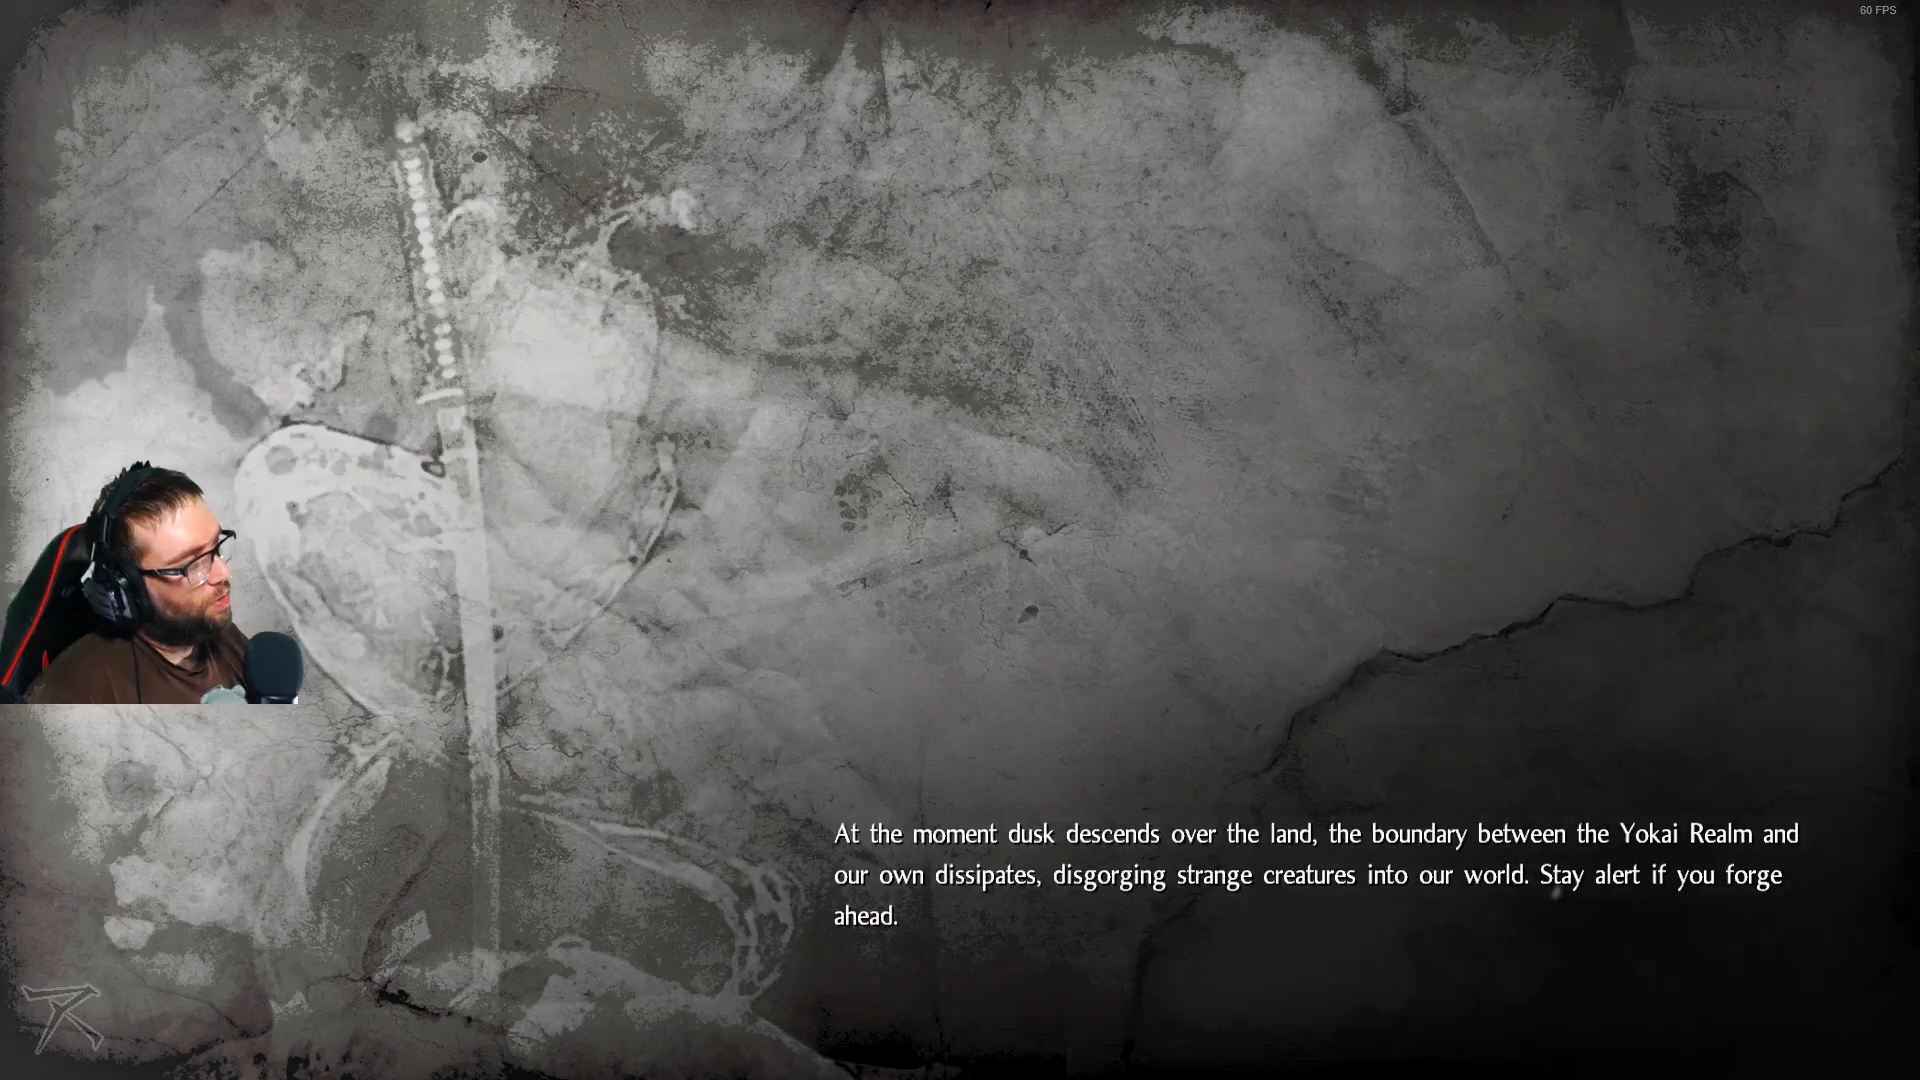 60 FPS
At the moment dusk descends over the land, the boundary between the Yokai Realm and
our own dissipates, disgorging strange creatures into our world. Stay alert if you forge
ahead.